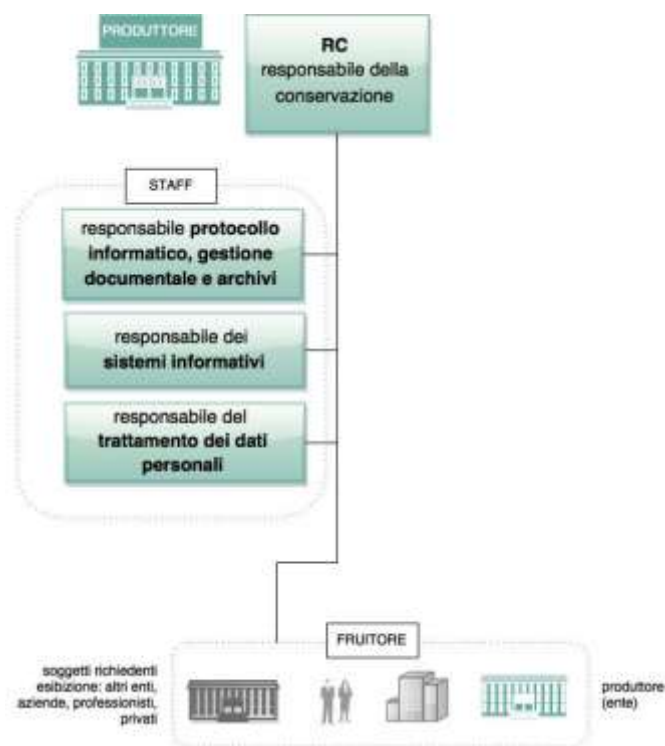 PRODUTTORE
RC
responsabile della
conservazione
STAFF
responsabile protocollo
informatico, gestione
documentale e archivi
responsabile dei
sistemi informativi
responsabile del
trattamento dei dati
personali
FRUITORE
soggetti richiedenti
esibizione: altri enti,
aziende, professionisti,
privati
produttore
(ente)